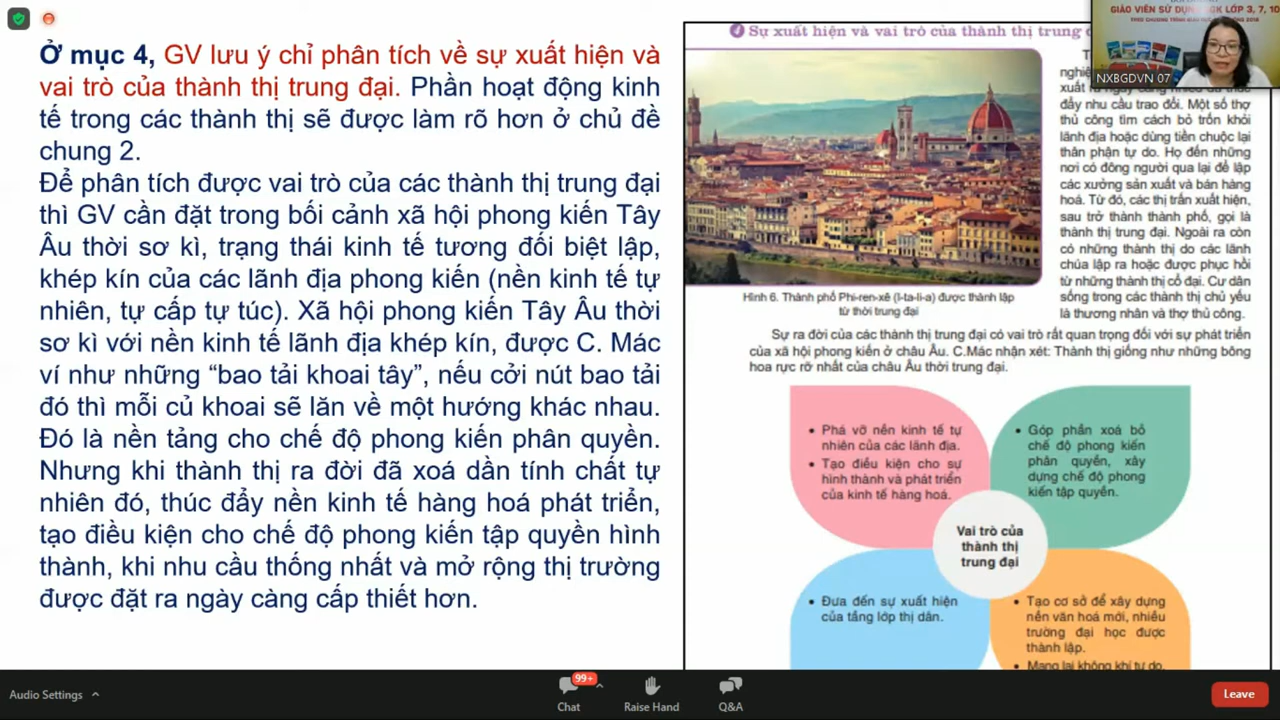 GIÁO VIÊN SỬ DỤNG SGK LỚP 3, 7, 10
NXBGDVN 07
Ở mục 4, GV lưu ý chỉ phân tích về sự xuất hiện và
vai trò của thành thị trung đại. Phần hoạt động kinh
tế trong các thành thị sẽ được làm rõ hơn ở chủ đề
chung 2.
Để phân tích được vai trò của các thành thị trung đại
thì GV cần đặt trong bối cảnh xã hội phong kiến Tây
Âu thời sơ kì, trạng thái kinh tế tương đối biệt lập,
khép kín của các lãnh địa phong kiến (nền kinh tế tự
nhiên, tự cấp tự túc). Xã hội phong kiến Tây Âu thời
sơ kì với nền kinh tế lãnh địa khép kín, được C. Mác
ví như những “bao tải khoai tây”, nếu cởi nút bao tải
đó thì mỗi củ khoai sẽ lăn về một hướng khác nhau.
Đó là nền tảng cho chế độ phong kiến phân quyền.
Nhưng khi thành thị ra đời đã xoá dần tính chất tự
nhiên đó, thúc đẩy nền kinh tế hàng hoá phát triển,
tạo điều kiện cho chế độ phong kiến tập quyền hình
thành, khi nhu cầu thống nhất và mở rộng thị trường
được đặt ra ngày càng cấp thiết hơn.
4 Sự xuất hiện và vai trò của thành thị trung
đẩy nhu cầu trao đổi. Một số thợ
thủ công tìm cách bỏ trốn khỏi
lãnh địa hoặc dùng tiền chuộc lại
thân phận tự do. Họ đến những
nơi có đông người qua lại để lập
các xưởng sản xuất và bán hàng
hoá. Từ đó, các thị trấn xuất hiện,
sau trở thành thành phố, gọi là
thành thị trung đại. Ngoài ra còn
có những thành thị do các lãnh
chúa lập ra hoặc được phục hồi
từ những thành thị cổ đại. Cư dân
sống trong các thành thị chủ yếu
là thương nhân và thợ thủ công.
Hình 6. Thành phố Phi-ren-xê (I-ta-li-a) được thành lập
từ thời trung đại
Sự ra đời của các thành thị trung đại có vai trò rất quan trọng đối với sự phát triển
của xã hội phong kiến ở châu Âu. C.Mác nhận xét: Thành thị giống như những bông
hoa rực rỡ nhất của châu Âu thời trung đại.
• Phá vỡ nền kinh tế tự
nhiên của các lãnh địa.
• Tạo điều kiện cho sự
hình thành và phát triển
của kinh tế hàng hoá.
• Góp phần xoá bỏ
chế độ phong kiến
phân quyền, xây
dựng chế độ phong
kiến tập quyền.
Vai trò của
thành thị
trung đại
• Đưa đến sự xuất hiện
của tầng lớp thị dân.
• Tạo cơ sở để xây dựng
nền văn hoá mới, nhiều
trường đại học được
thành lập.
• Mang lại không khí tự do,
Audio Settings
99+
Chat
Raise Hand
Q&A
Leave